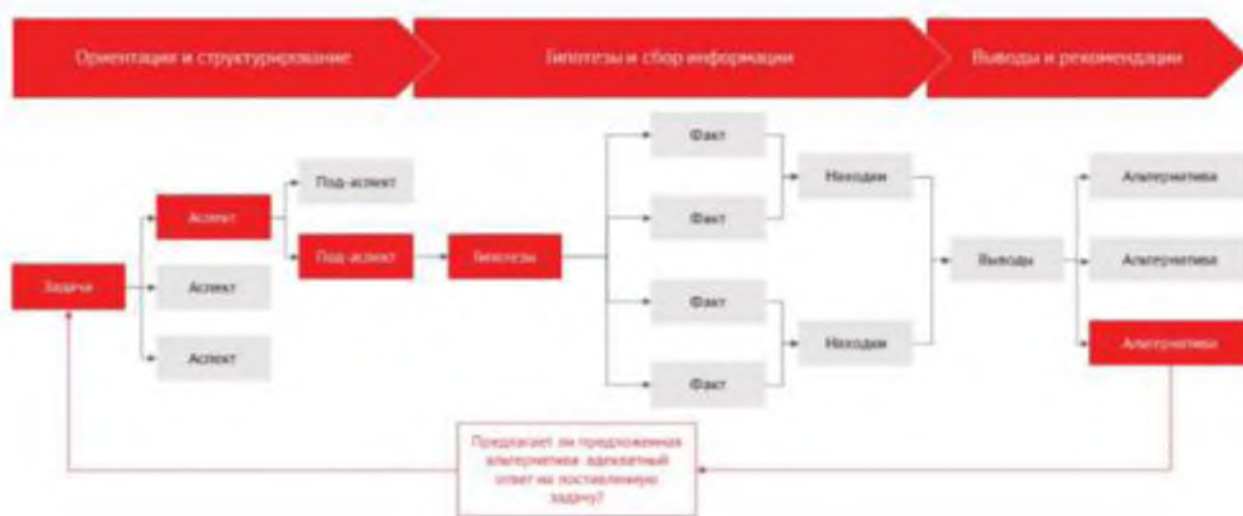 Ориентация и структурирование
Гипотезы и сбор информации
Выводы и рекомендации
Факт
Под-аспект
Находки
Альтернатива
Аспект
Факт
Под-аспект
Гипотезы
Задача
Аспект
Выводы
Альтернатива
Факт
Аспект
Находки
Альтернатива
Факт
Предлагает ли предложенная
альтернатива адекватный
ответ на поставленную
задачу?